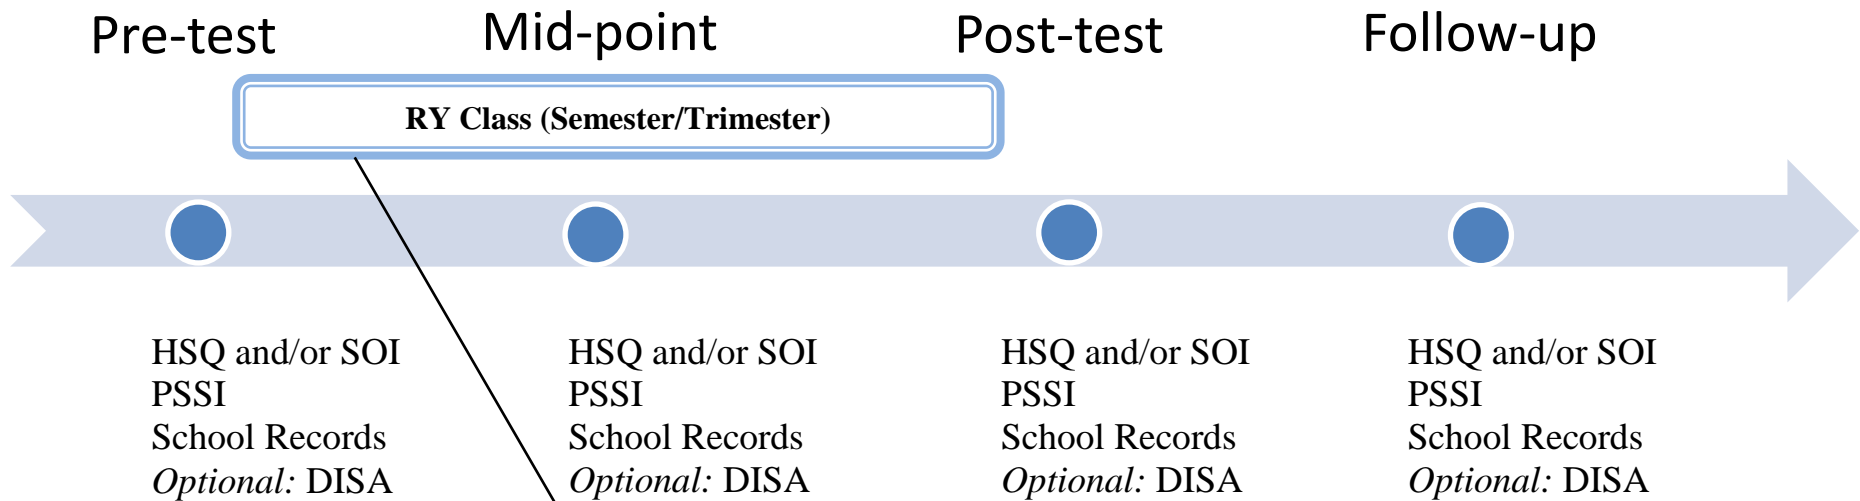 Pre-test
Mid-point
Post-test
Follow-up
RY Class (Semester/Trimester)
HSQ and/or SOI
PSSI
School Records
Optional: DISA
HSQ and/or SOI
PSSI
School Records
Optional: DISA
HSQ and/or SOI
PSSI
School Records
Optional: DISA
HSQ and/or SOI
PSSI
School Records
Optional: DISA